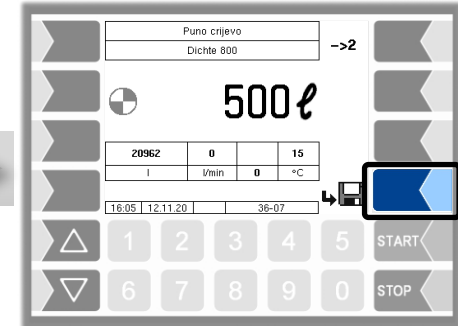 Puno crijevo
Dichte 800
->2
500 ℓ
20962 0 15
l l/min 0 °C
16:05 12.11.20 36-07
1 2 3 4 5 START
6 7 8 9 0 STOP